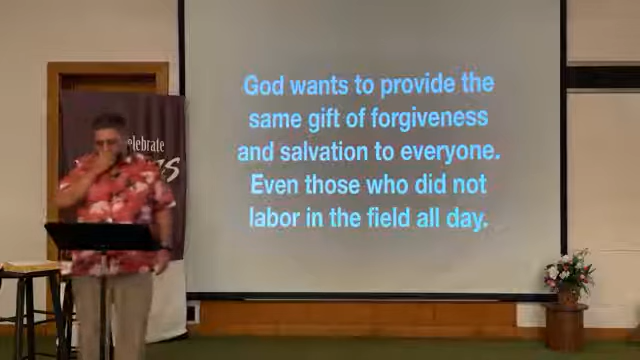 God wants to provide the
same gift of forgiveness
and salvation to everyone.
Even those who did not
labor in the field all day.